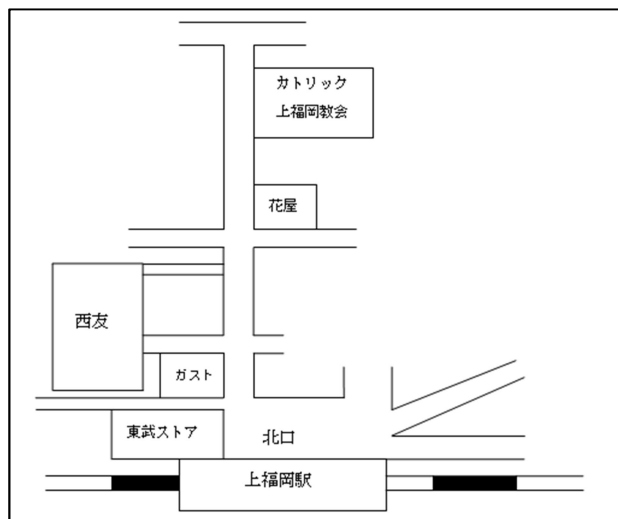 カトリック
上福岡教会
花屋
西友
ガスト
東武ストア
北口
上福岡駅